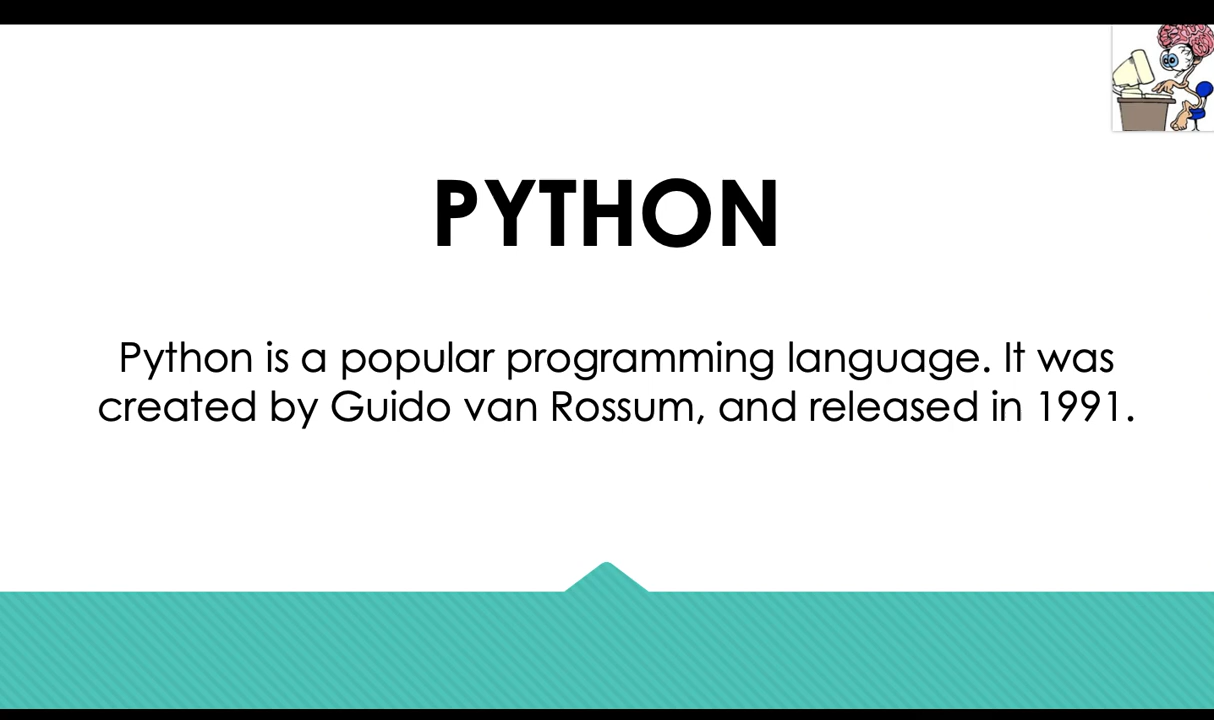 PYTHON
Python is a popular programming language. It was
created by Guido van Rossum, and released in 1991.